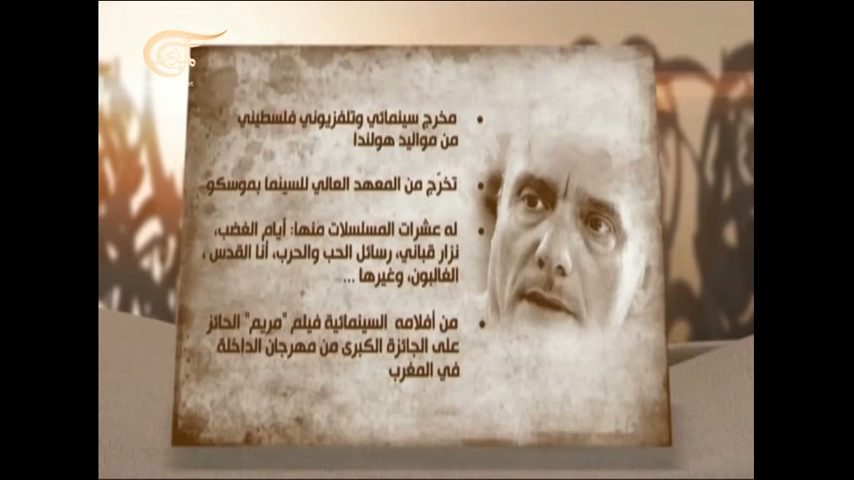 مخرج سينمائي وتلفزيوني فلسطيني
من مواليد هولندا
تخرّج من المعهد العالي للسينما بموسكو
له عشرات المسلسلات منها: أيام الغضب،
نزار قباني، رسائل الحب والحرب، أنا القدس ،
الغالبون، وغيرها ...
من أفلامه السينمائية فيلم "مريم" الحائز
على الجائزة الكبرى من مهرجان الداخلة
في المغرب